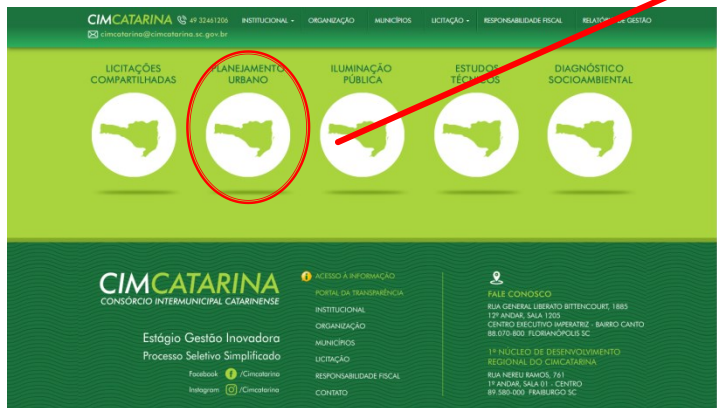 CIMCATARINA 49 32461206 INSTITUCIONAL ORGANIZAÇÃO MUNICÍPIOS LICITAÇÃO RESPONSABILIDADE FISCAL RELATÓRIO DE GESTÃO
cimcatarina@cimcatarina.sc.gov.br
LICITAÇÕES
COMPARTILHADAS
PLANEJAMENTO
URBANO
ILUMINAÇÃO
PÚBLICA
ESTUDOS
TÉCNICOS
DIAGNÓSTICO
SOCIOAMBIENTAL
CIMCATARINA
CONSÓRCIO INTERMUNICIPAL CATARINENSE
Estágio Gestão Inovadora
Processo Seletivo Simplificado
Facebook /Cimcatarina
Instagram /Cimcatarina
ACESSO À INFORMAÇÃO
PORTAL DA TRANSPARÊNCIA
INSTITUCIONAL
ORGANIZAÇÃO
MUNICÍPIOS
LICITAÇÃO
RESPONSABILIDADE FISCAL
CONTATO
FALE CONOSCO
RUA GENERAL LIBERATO BITTENCOURT, 1885
12º ANDAR, SALA 1205
CENTRO EXECUTIVO IMPERATRIZ - BAIRRO CANTO
88.070-800 FLORIANÓPOLIS SC
1º NÚCLEO DE DESENVOLVIMENTO
REGIONAL DO CIMCATARINA
RUA NEREU RAMOS, 761
1º ANDAR, SALA 01 - CENTRO
89.580-000 FRAIBURGO SC